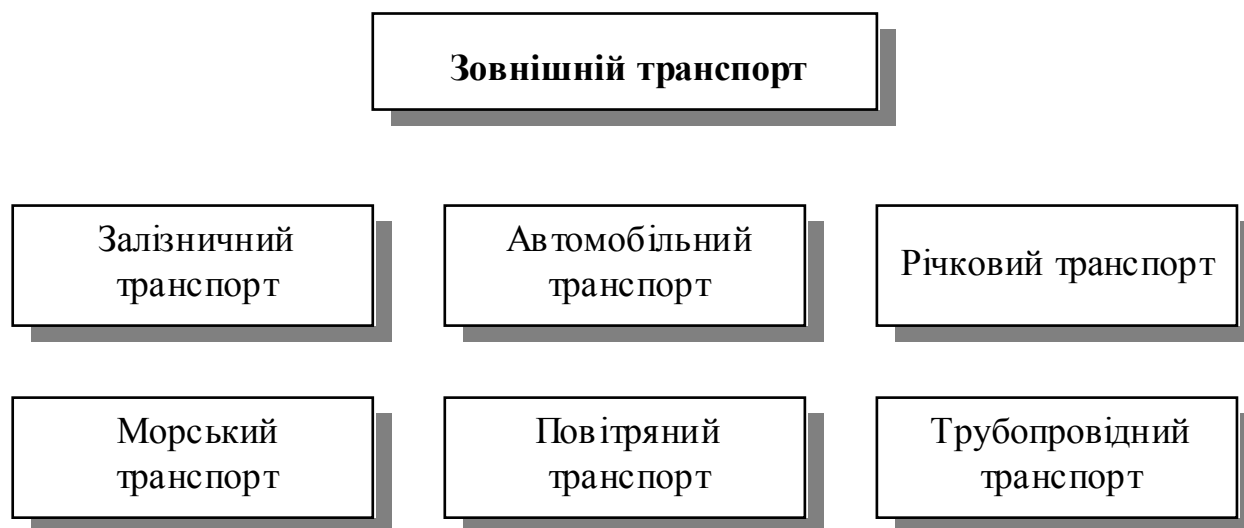 Зовнішній транспорт
Залізничний
транспорт
Автомобільний
транспорт
Річковий транспорт
Морський
транспорт
Повітряний
транспорт
Трубопровідний
транспорт